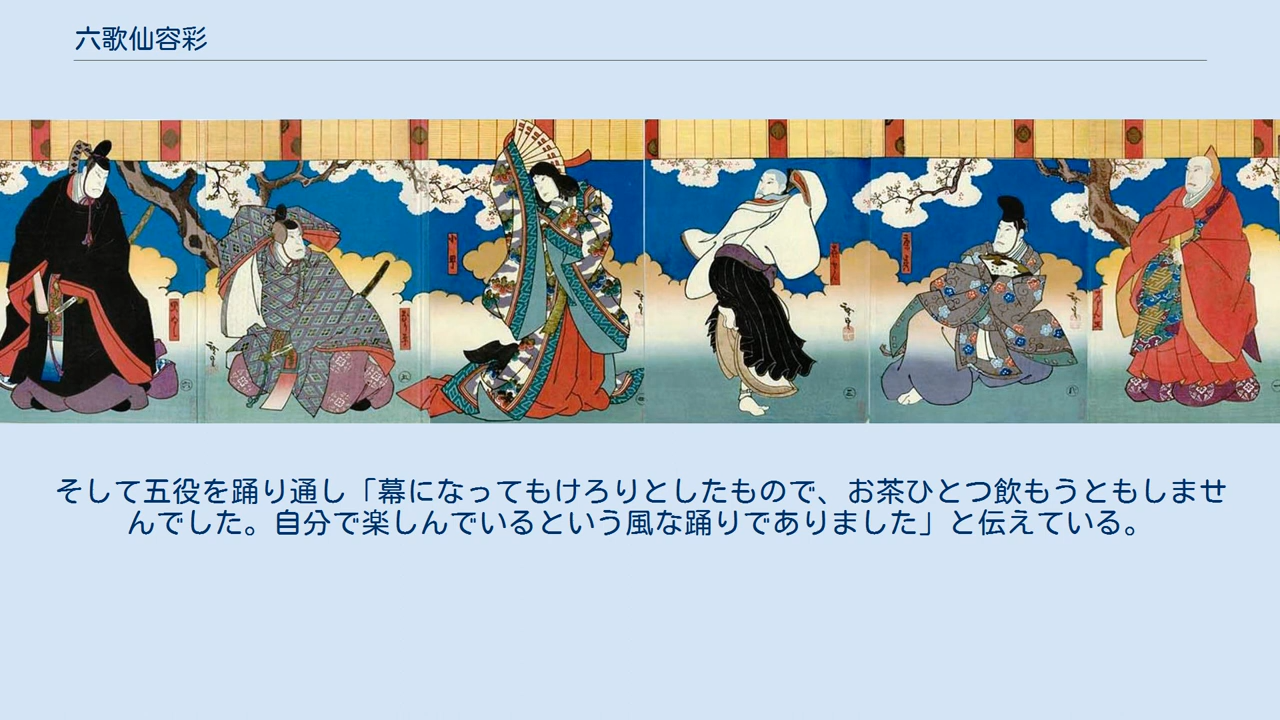 六歌仙容彩
小町
そして五役を踊り通し「幕になってもけろりとしたもので、お茶ひとつ飲もうともしませ
んでした。自分で楽しんでいるという風な踊りであありました」と伝えている。